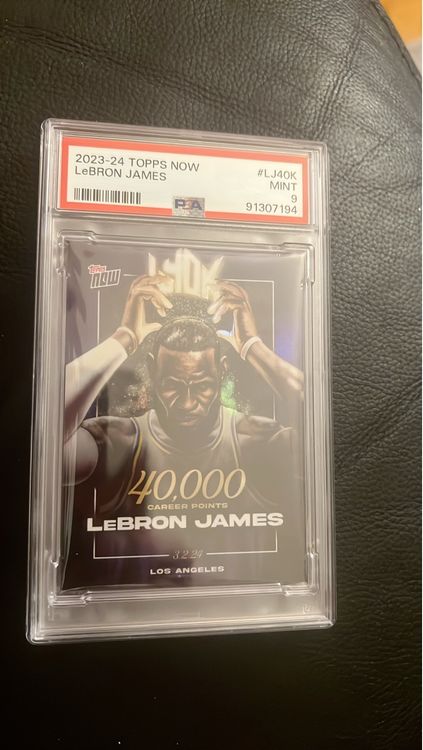 2023-24 TOPPS NOW #LJ40K
LeBRON JAMES MINT
9
PSA 91307194
TOPPS NOW
40K
40,000
CAREER POINTS
LEBRON JAMES
3 2 24
LOS ANGELES